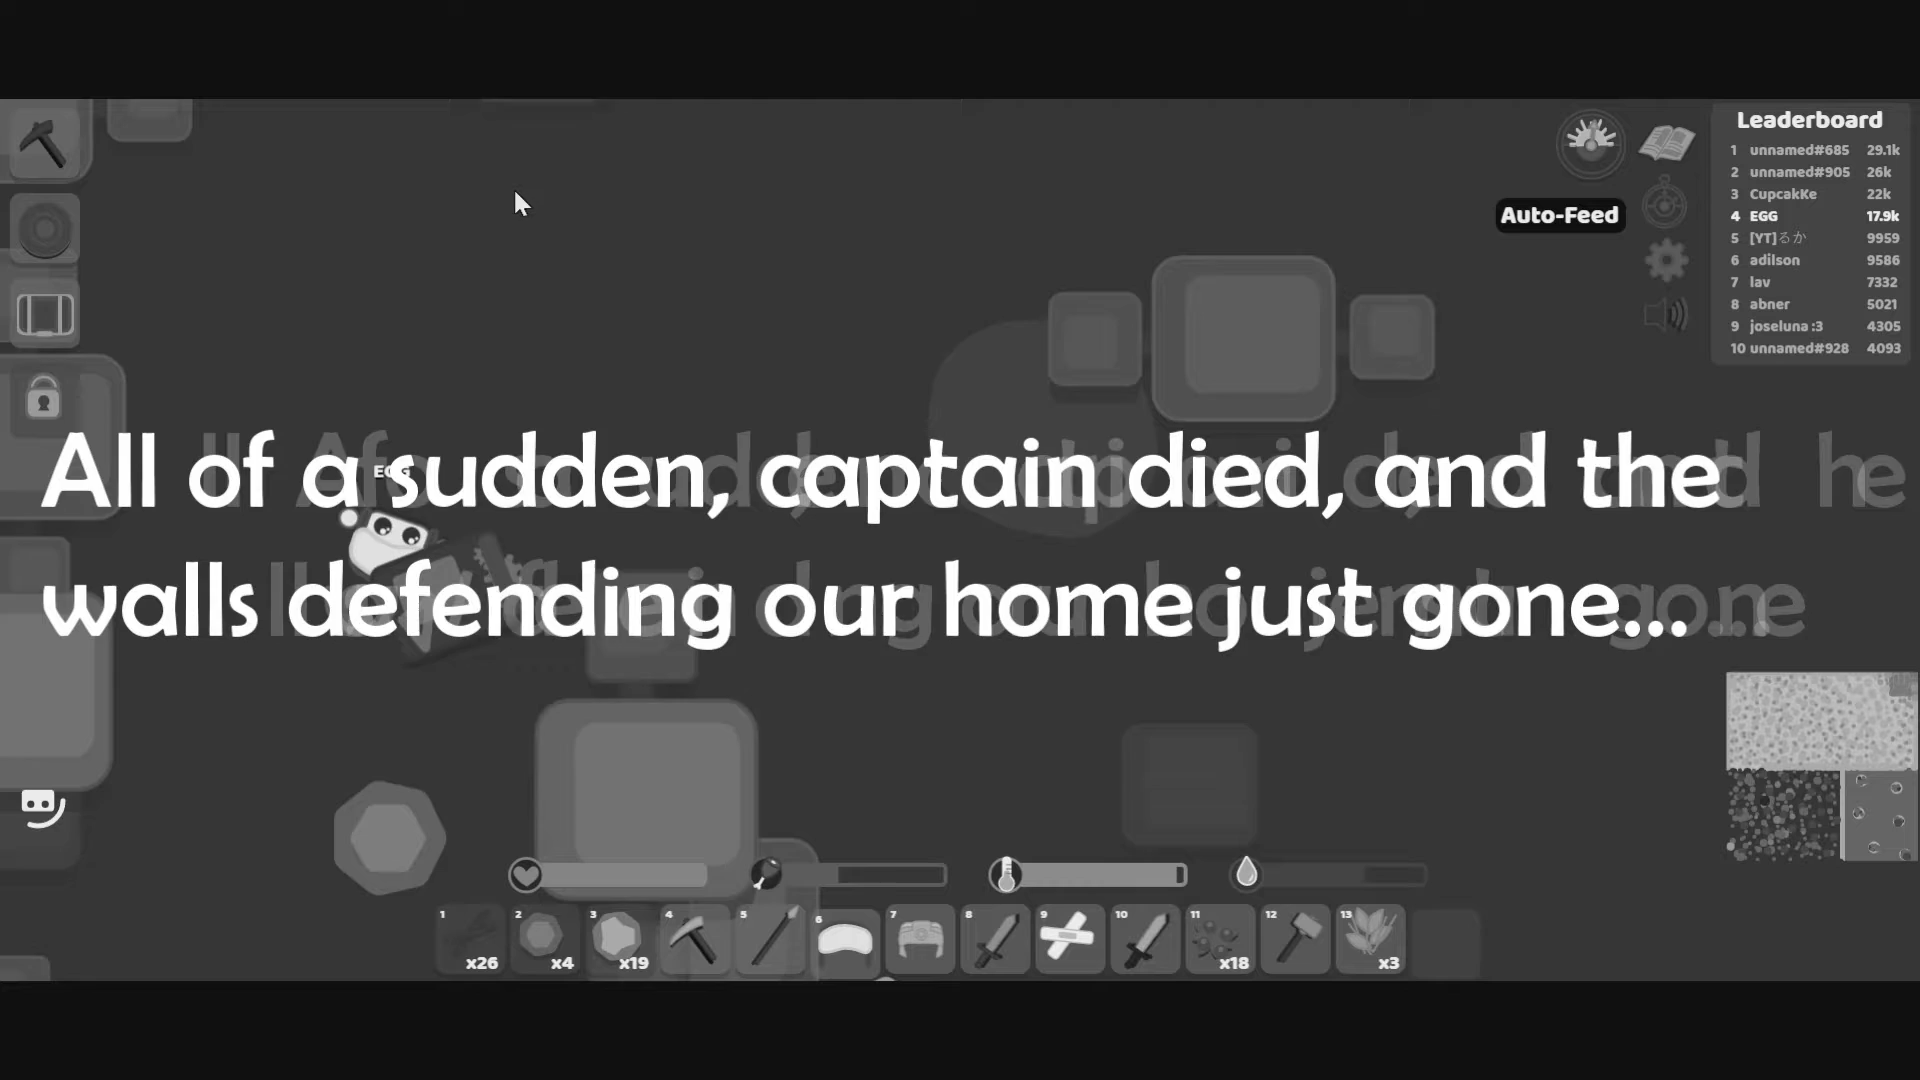 Leaderboard
1 unnamed#685 29.1k
2 unnamed#905 26k
3 CupcakKe 22k
4 EGG 17.9k
5 [YT]るか 9959
6 adilson 9586
7 lav 7332
8 abner 5021
9 joseluna :3 4305
10 unnamed#928 4093
Auto-Feed
EGG
All of a sudden, captain died, and the
walls defending our home just gone...
1 2 3 4 5 6 7 8 9 10 11 12 13
x26 x4 x19 x18 x3